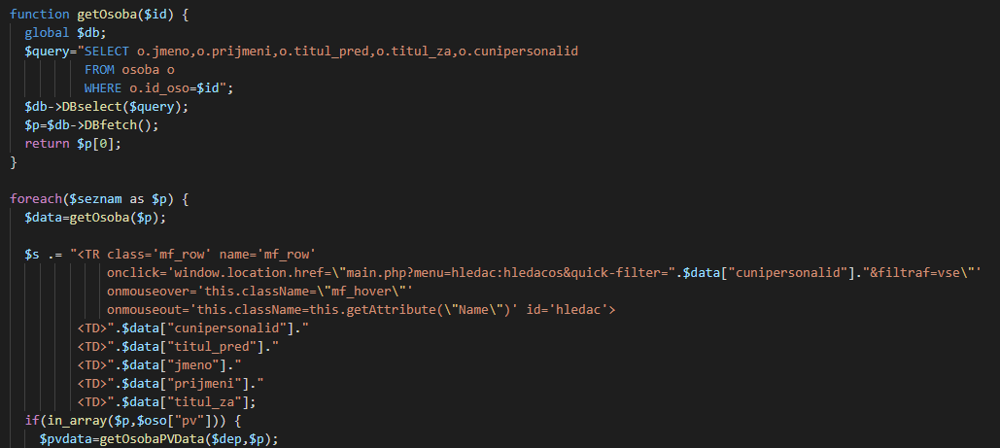 function getOsoba($id) {
global $db;
$query="SELECT o.jmeno,o.prijmeni,o.titul_pred,o.titul_za,o.cunipersonalid
FROM osoba o
WHERE o.id_oso=$id";
$db->DBselect($query);
$p=$db->DBfetch();
return $p[0];
}
foreach($seznam as $p) {
$data=getOsoba($p);
$s .= "<TR class='mf_row' name='mf_row'
onclick='window.location.href=\"main.php?menu=hledac:hledacos&quick-filter=".$data["cunipersonalid"]."&filtraf=vse\"'
onmouseover='this.className=\"mf_hover\"'
onmouseout='this.className=this.getAttribute(\"Name\")' id='hledac'>
<TD>".$data["cunipersonalid"]."
<TD>".$data["titul_pred"]."
<TD>".$data["jmeno"]."
<TD>".$data["prijmeni"]."
<TD>".$data["titul_za"];
if(in_array($p,$oso["pv"])) {
$pvdata=getOsobaPVData($dep,$p);